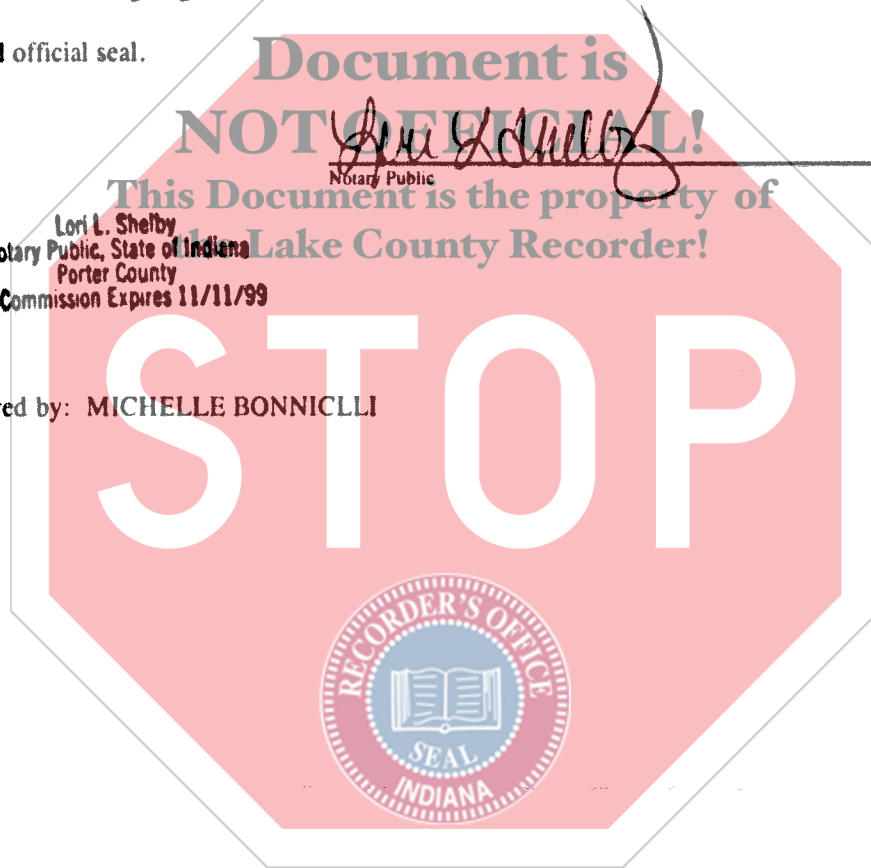 official seal.
Document is
NOT OFFICIAL!
Notary Public
This Document is the property of
the Lake County Recorder!
Lori L. Shelby
otary Public, State of Indiana
Porter County
Commission Expires 11/11/99
STOP
ed by: MICHELLE BONNICLLI
RECORDER'S OFFICE
SEAL
INDIANA